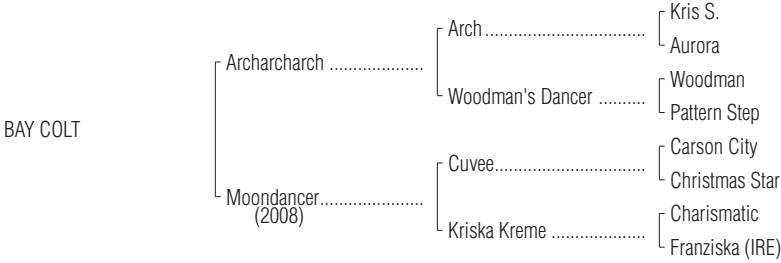 Kris S.
Arch ................................
Aurora
Archarcharch ....................
Woodman
Woodman's Dancer ..........
Pattern Step
BAY COLT
Carson City
Cuvee..............................
Christmas Star
Moondancer......................
(2008)
Charismatic
Kriska Kreme ....................
Franziska (IRE)